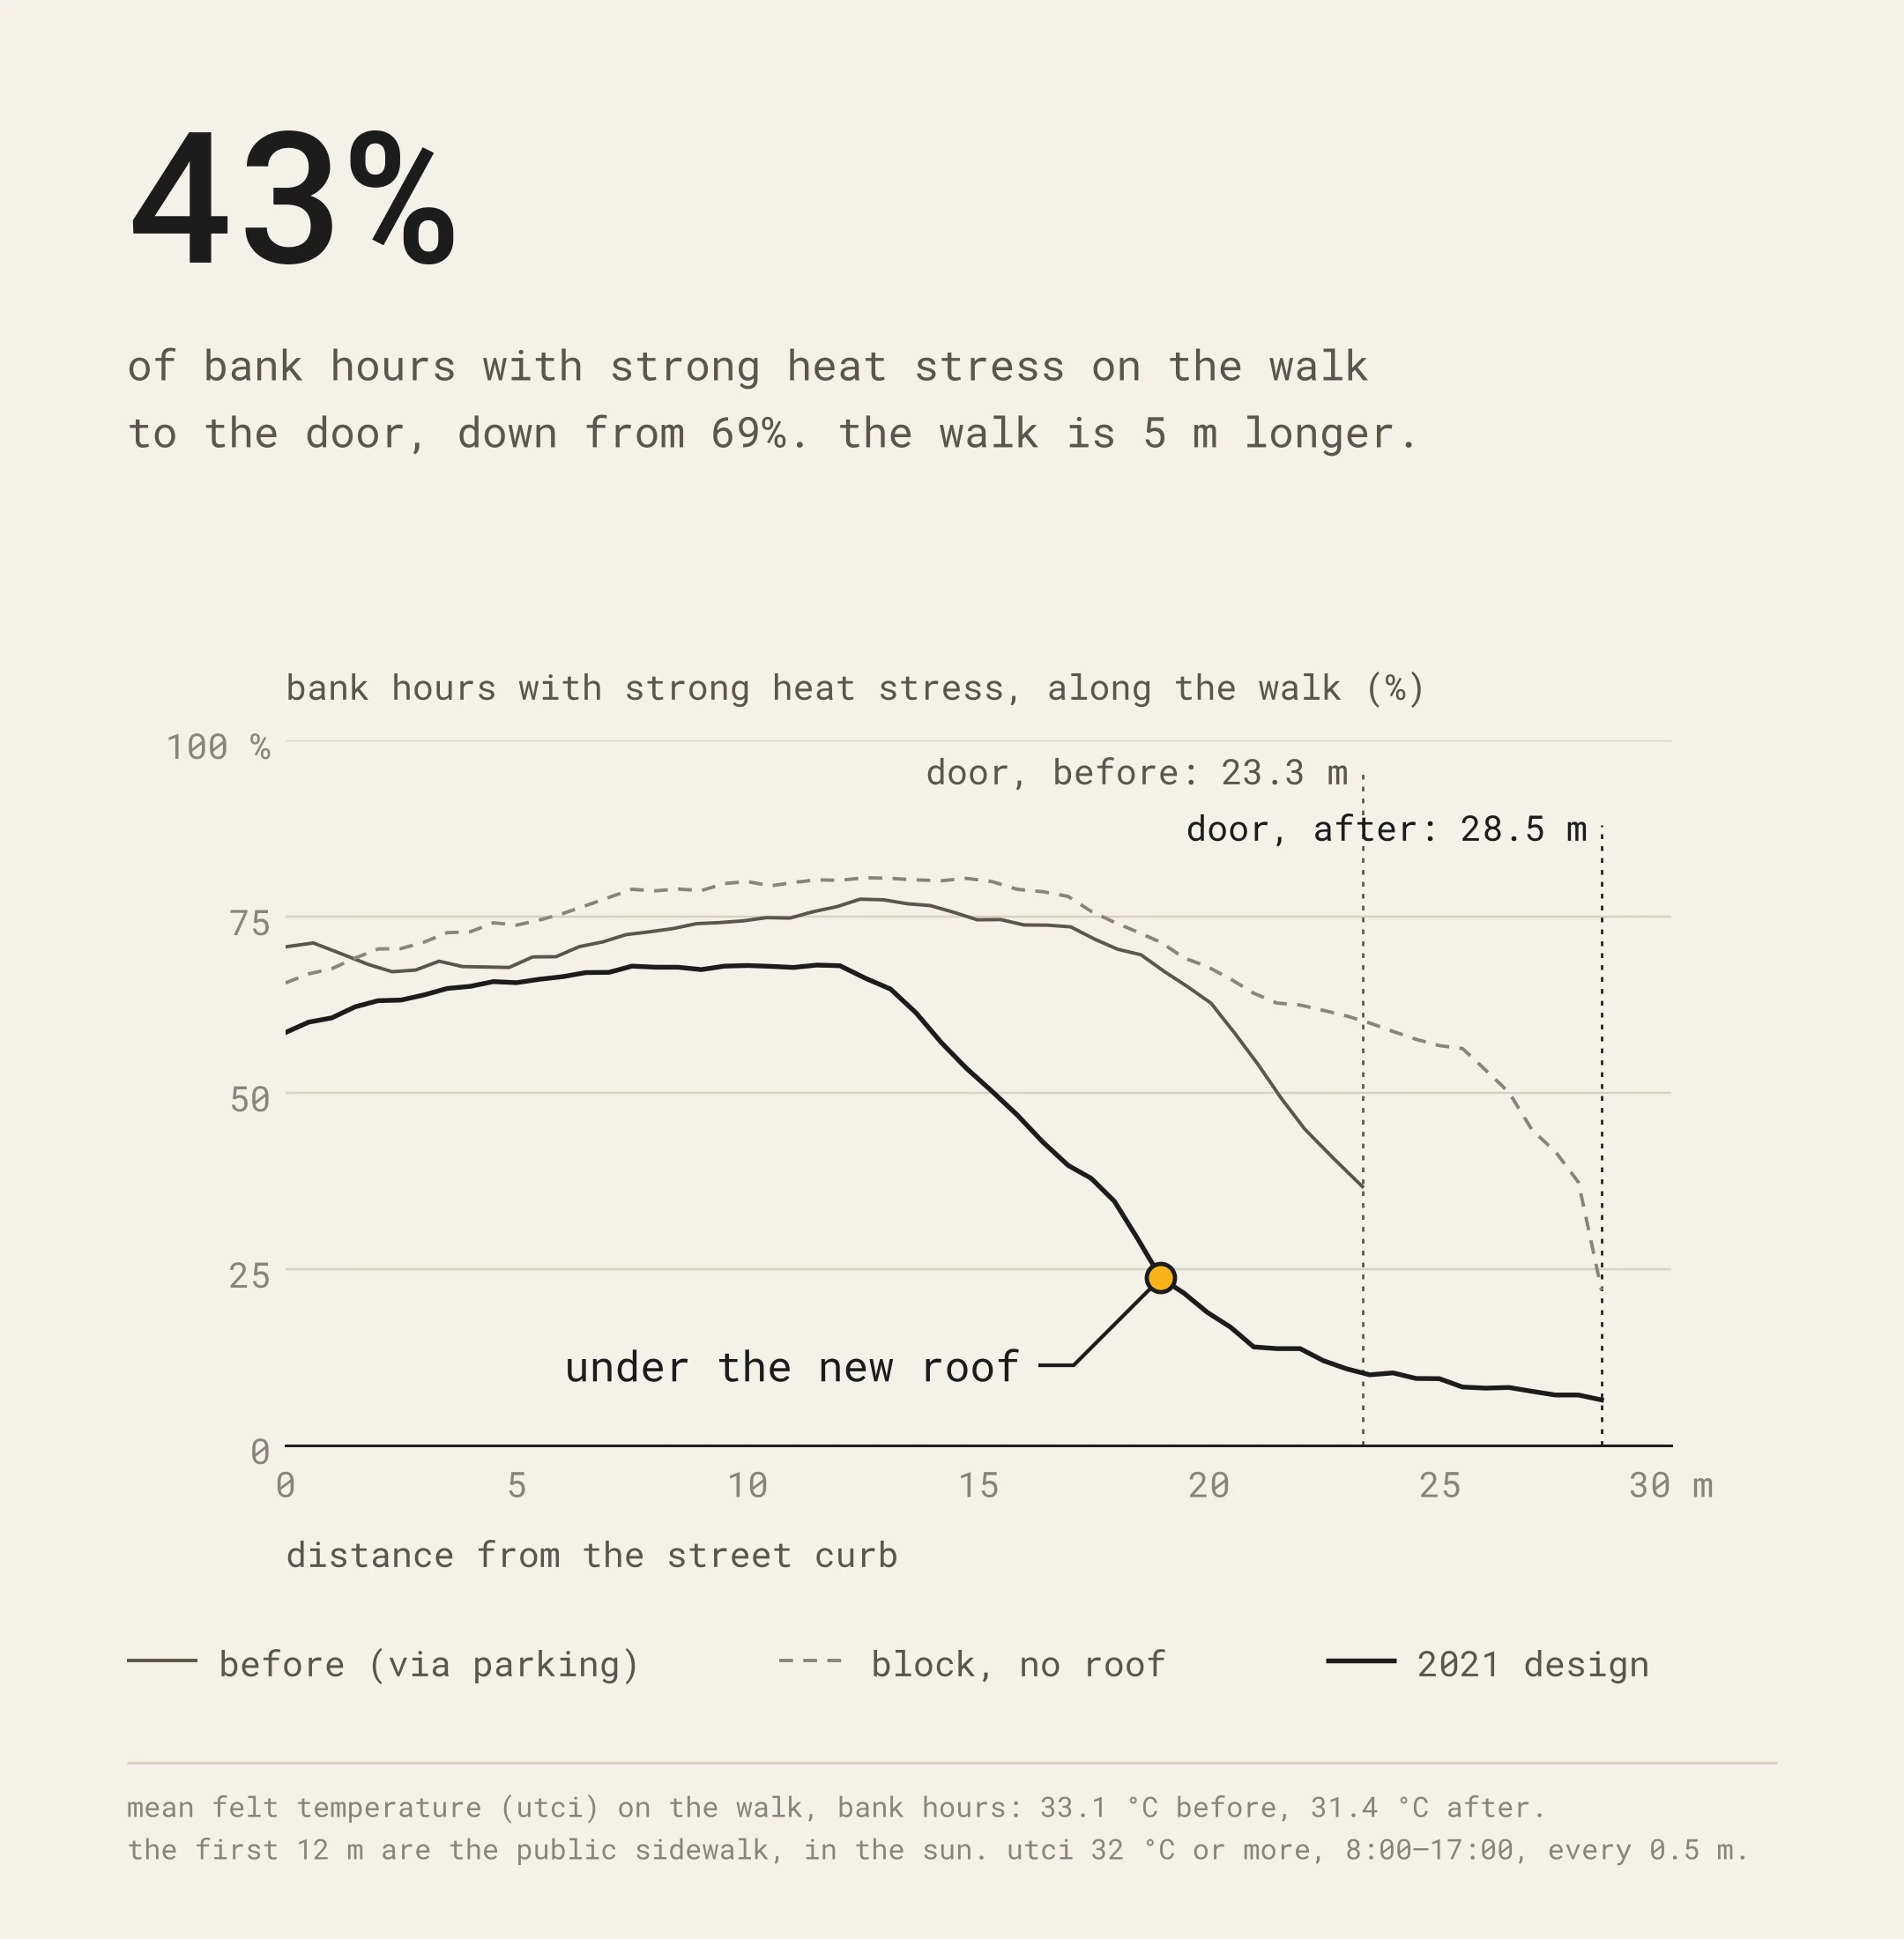 43%
of bank hours with strong heat stress on the walk
to the door, down from 69%. the walk is 5 m longer.
bank hours with strong heat stress, along the walk (%)
100 %
door, before: 23.3 m
door, after: 28.5 m
75
50
25
under the new roof
0
0 5 10 15 20 25 30 m
distance from the street curb
before (via parking) block, no roof 2021 design
mean felt temperature (utci) on the walk, bank hours: 33.1 °C before, 31.4 °C after.
the first 12 m are the public sidewalk, in the sun. utci 32 °C or more, 8:00–17:00, every 0.5 m.